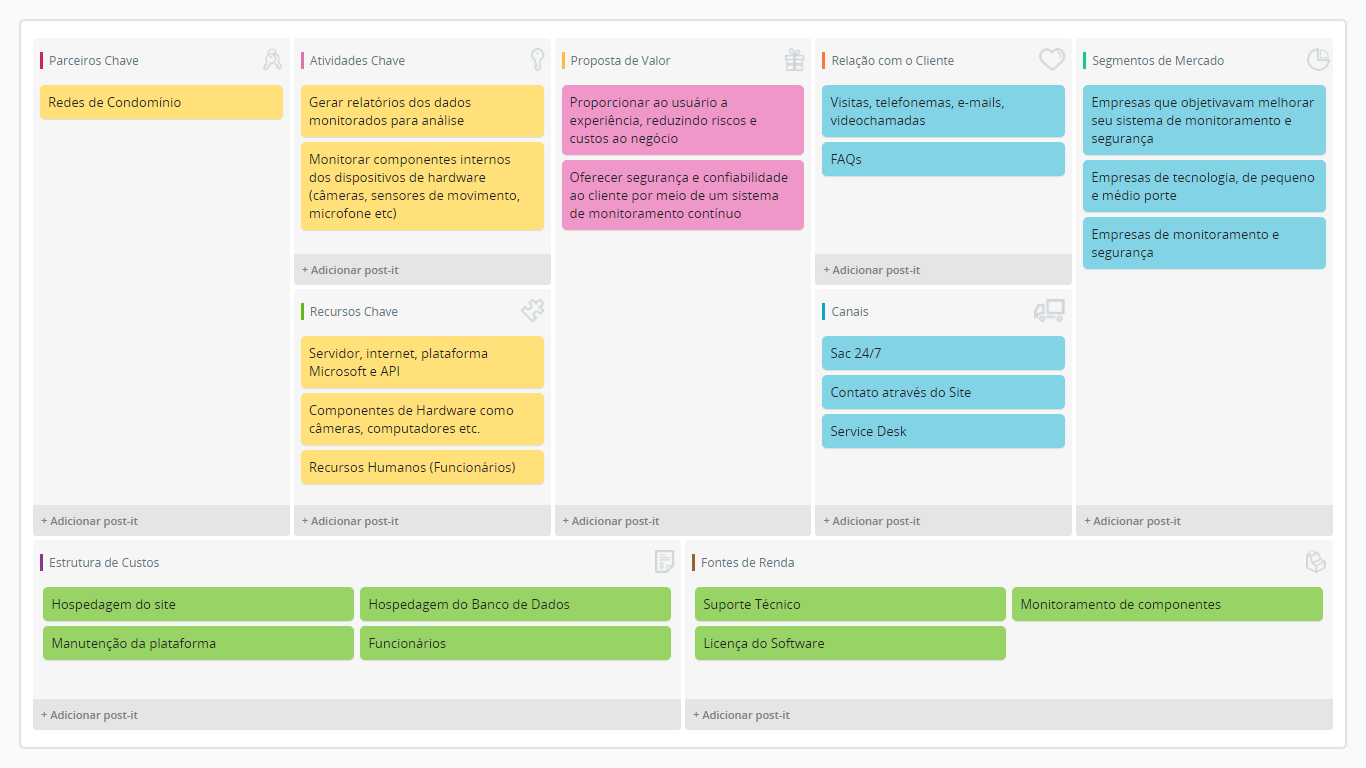 Parceiros Chave
Redes de Condomínio
+ Adicionar post-it
Atividades Chave
Gerar relatórios dos dados
monitorados para análise
Monitorar componentes internos
dos dispositivos de hardware
(câmeras, sensores de movimento,
microfone etc)
+ Adicionar post-it
Recursos Chave
Servidor, internet, plataforma
Microsoft e API
Componentes de Hardware como
câmeras, computadores etc.
Recursos Humanos (Funcionários)
+ Adicionar post-it
Proposta de Valor
Proporcionar ao usuário a
experiência, reduzindo riscos e
custos ao negócio
Oferecer segurança e confiabilidade
ao cliente por meio de um sistema
de monitoramento contínuo
+ Adicionar post-it
Relação com o Cliente
Visitas, telefonemas, e-mails,
videochamadas
FAQs
+ Adicionar post-it
Canais
Sac 24/7
Contato através do Site
Service Desk
+ Adicionar post-it
Segmentos de Mercado
Empresas que objetivavam melhorar
seu sistema de monitoramento e
segurança
Empresas de tecnologia, de pequeno
e médio porte
Empresas de monitoramento e
segurança
+ Adicionar post-it
Estrutura de Custos
Hospedagem do site
Hospedagem do Banco de Dados
Manutenção da plataforma
Funcionários
+ Adicionar post-it
Fontes de Renda
Suporte Técnico
Monitoramento de componentes
Licença do Software
+ Adicionar post-it